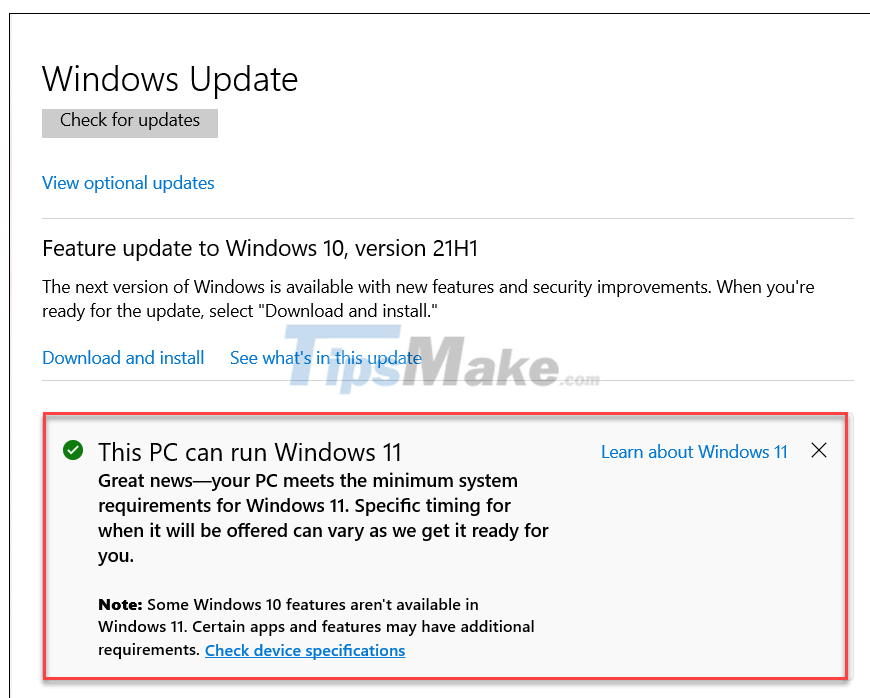 Windows Update
Check for updates
View optional updates
Feature update to Windows 10, version 21H1
The next version of Windows is available with new features and security improvements. When you're
ready for the update, select "Download and install."
Download and install See what's in this update
TipsMake.com
This PC can run Windows 11 Learn about Windows 11
Great news—your PC meets the minimum system
requirements for Windows 11. Specific timing for
when it will be offered can vary as we get it ready for
you.
Note: Some Windows 10 features aren't available in
Windows 11. Certain apps and features may have additional
requirements. Check device specifications